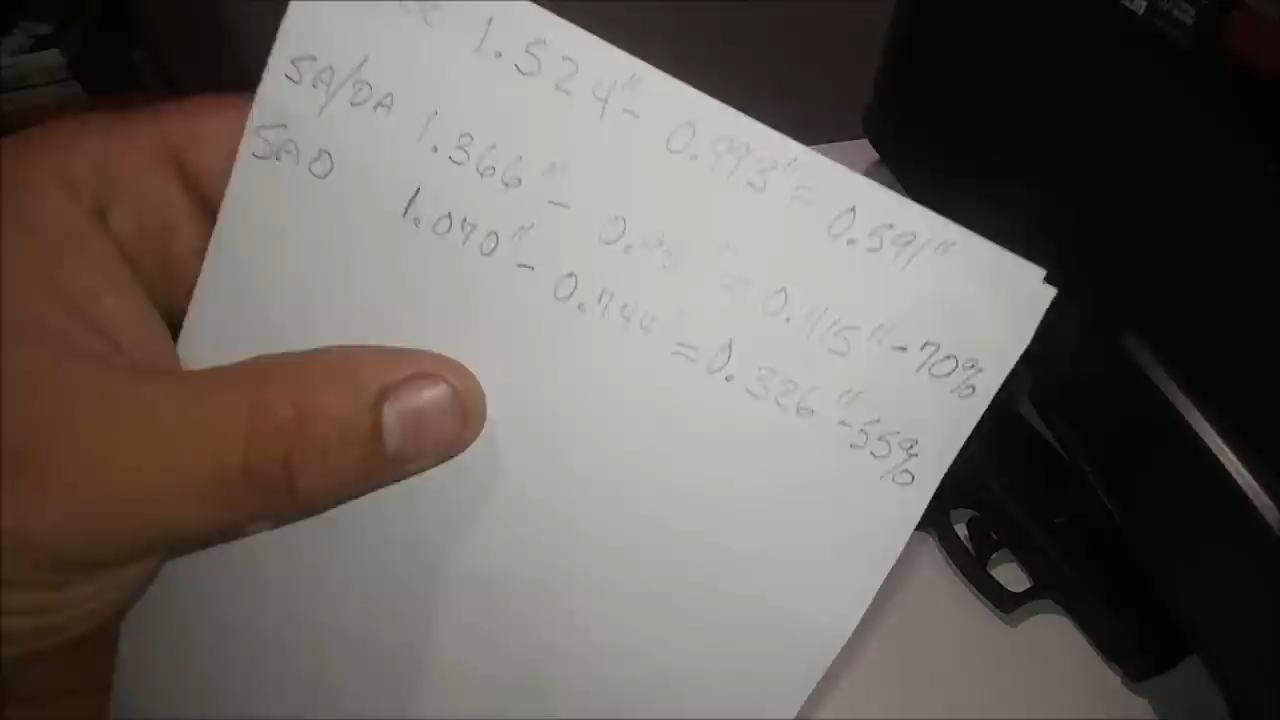 1.524" - 0.993" = 0.591"
SA/DA 1.366" - = 0.415" - 70%
SAO 1.070" - 0.744" = 0.326" - 55%